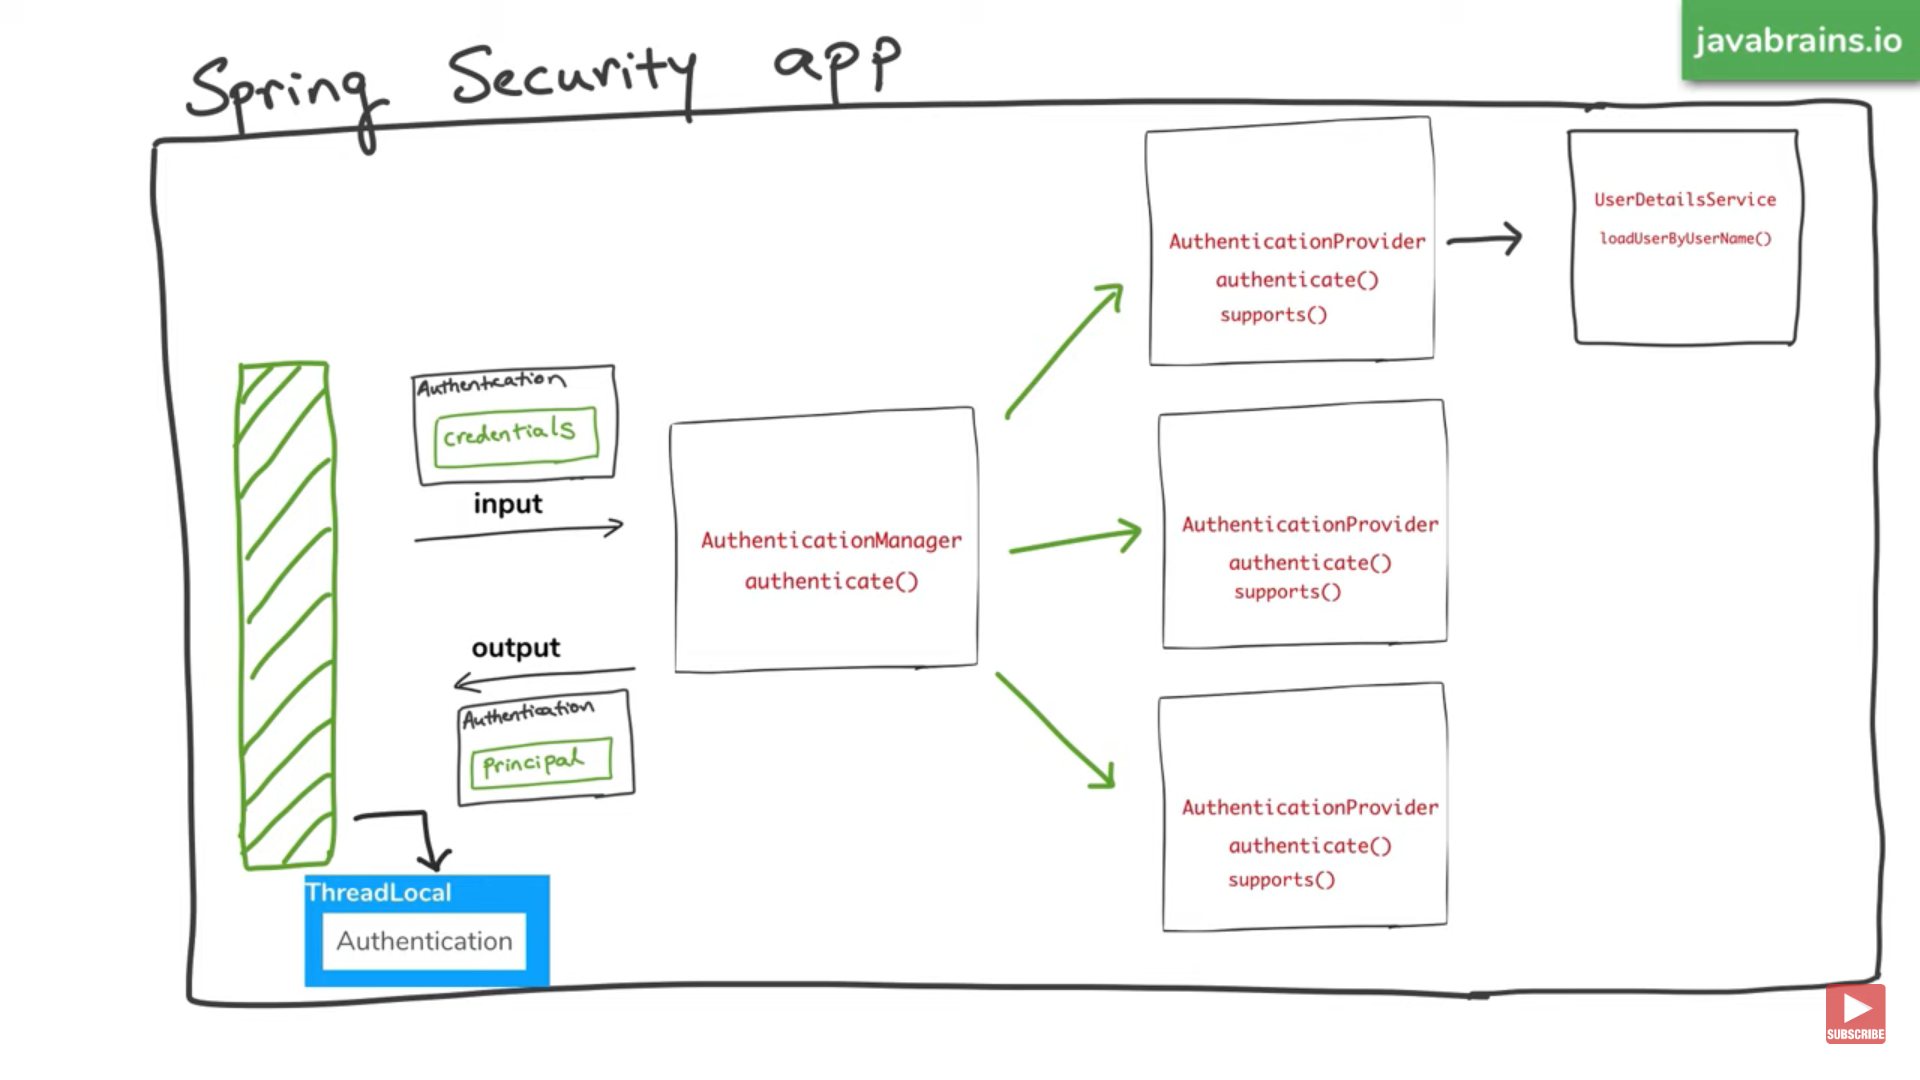 Spring Security app
javabrains.io
UserDetailsService
loadUserByUserName()
AuthenticationProvider
authenticate()
supports()
Authentication
credentials
input
AuthenticationManager
authenticate()
AuthenticationProvider
authenticate()
supports()
output
Authentication
principal
AuthenticationProvider
authenticate()
supports()
ThreadLocal
Authentication
SUBSCRIBE